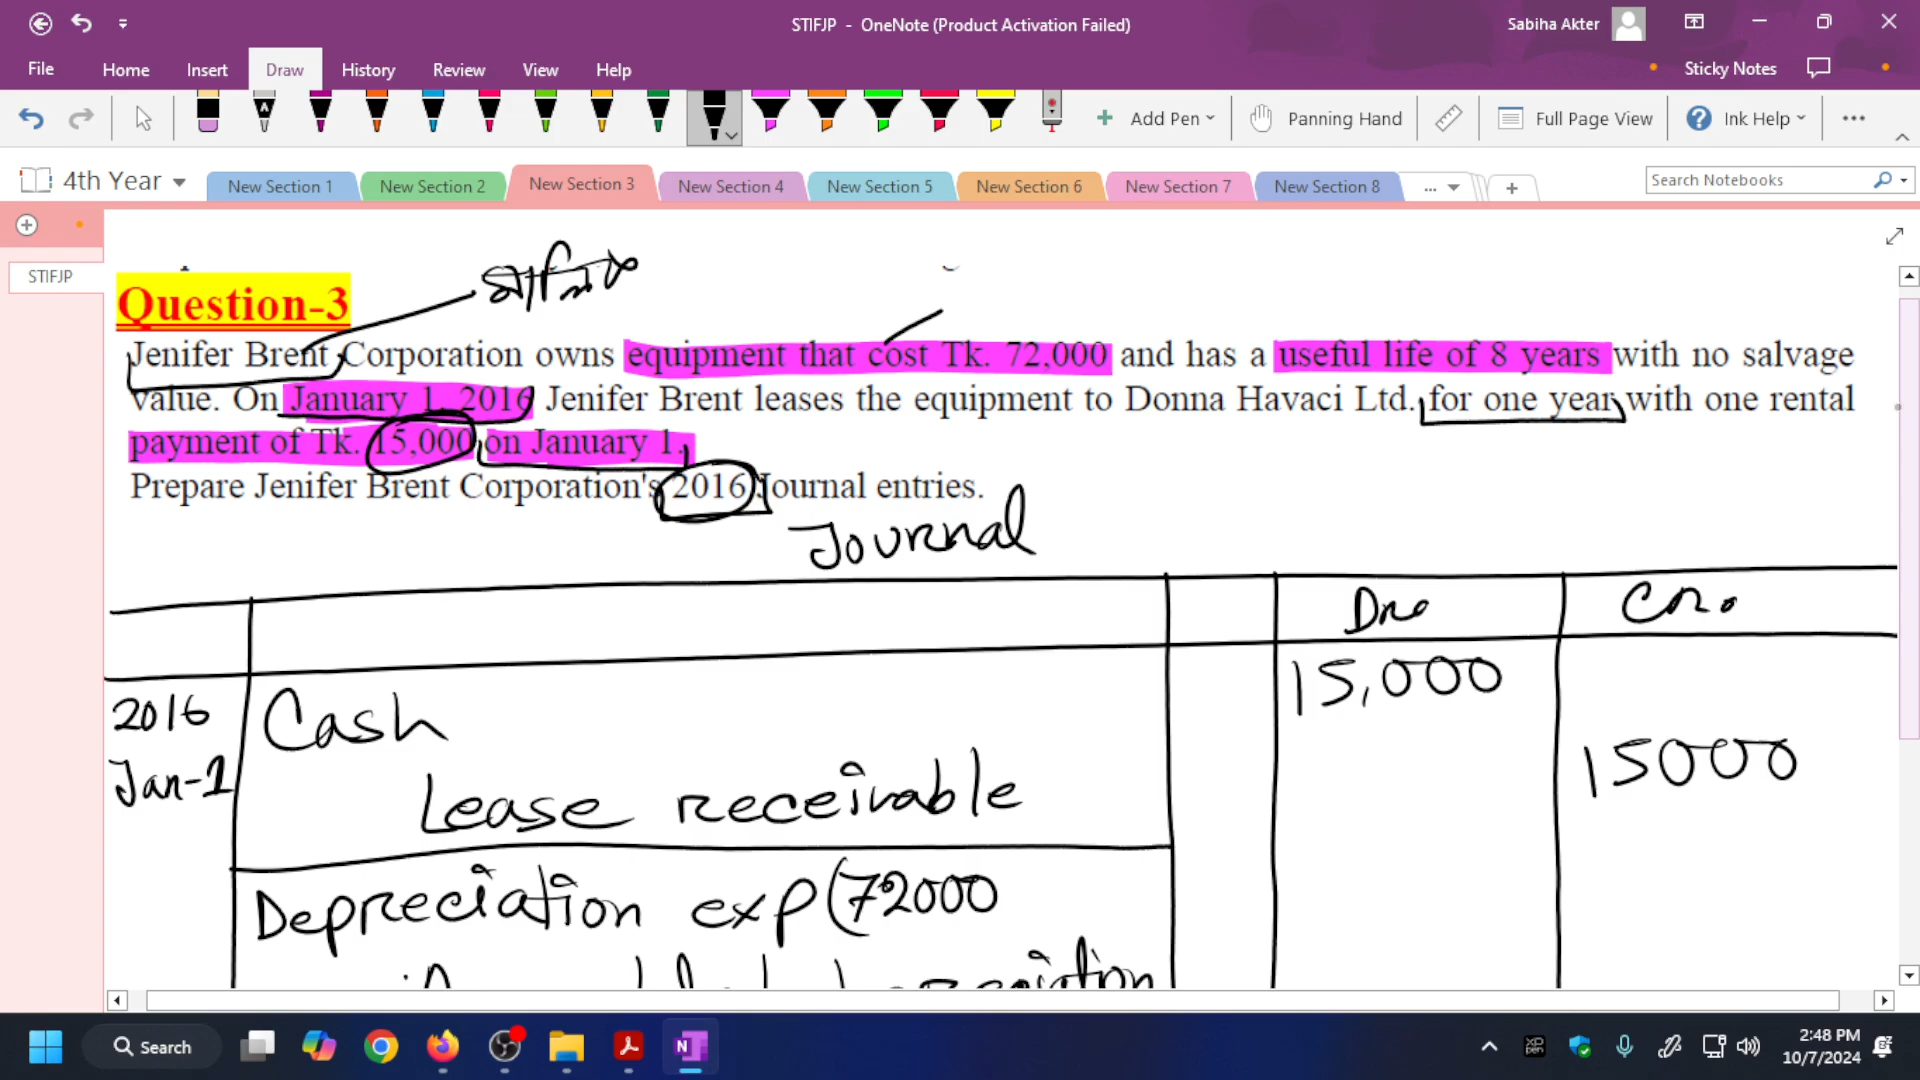 STIFJP - OneNote (Product Activation Failed)
Sabiha Akter
File Home Insert Draw History Review View Help
Sticky Notes
Add Pen
Panning Hand
Full Page View
Ink Help
4th Year
New Section 1 New Section 2 New Section 3 New Section 4 New Section 5 New Section 6 New Section 7 New Section 8 ...
Search Notebooks
STIFJP
মালিক
Question-3
Jenifer Brent Corporation owns equipment that cost Tk. 72,000 and has a useful life of 8 years with no salvage
value. On January 1, 2016 Jenifer Brent leases the equipment to Donna Havaci Ltd. for one year with one rental
payment of Tk. 15,000 on January 1.
Prepare Jenifer Brent Corporation's 2016 Journal entries.
Journal
Dr. Cr.
2016 Cash 15,000
Jan-1 Lease receivable 15000
Depreciation exp (72000
Search
2:48 PM
10/7/2024